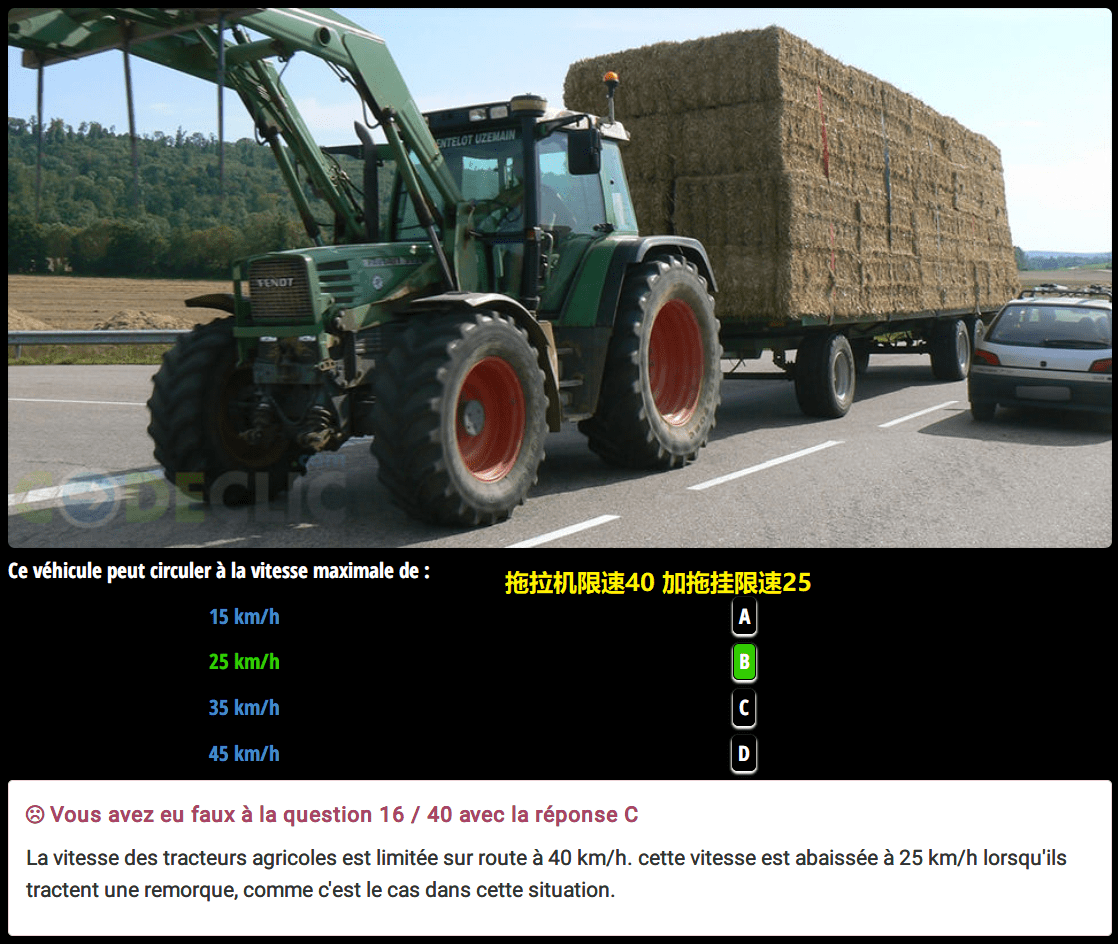 ENTELOT UZEMAIN
FENDT
CODECLIC
Ce véhicule peut circuler à la vitesse maximale de :
拖拉机限速40 加拖挂限速25
15 km/h A
25 km/h B
35 km/h C
45 km/h D
Vous avez eu faux à la question 16 / 40 avec la réponse C
La vitesse des tracteurs agricoles est limitée sur route à 40 km/h. cette vitesse est abaissée à 25 km/h lorsqu'ils
tractent une remorque, comme c'est le cas dans cette situation.